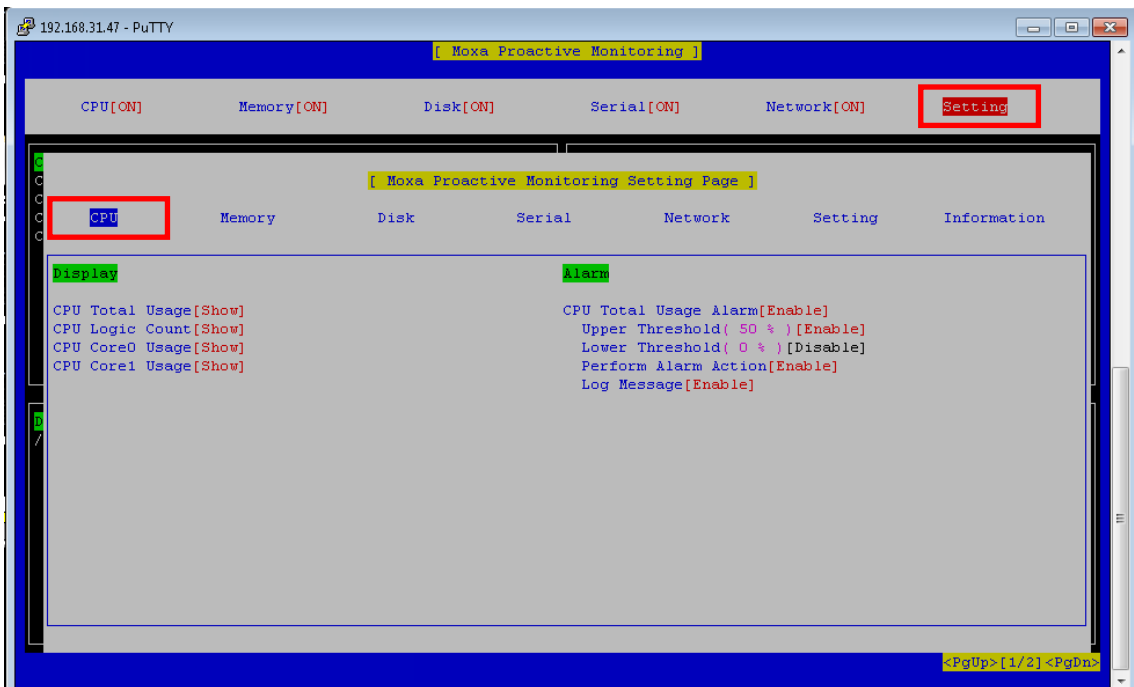 192.168.31.47 - PuTTY
[ Moxa Proactive Monitoring ]
CPU[ON] Memory[ON] Disk[ON] Serial[ON] Network[ON] Setting
[ Moxa Proactive Monitoring Setting Page ]
CPU Memory Disk Serial Network Setting Information
Display Alarm
CPU Total Usage[Show] CPU Total Usage Alarm[Enable]
CPU Logic Count[Show] Upper Threshold( 50 % )[Enable]
CPU Core0 Usage[Show] Lower Threshold( 0 % )[Disable]
CPU Core1 Usage[Show] Perform Alarm Action[Enable]
Log Message[Enable]
D
/
<PgUp>[1/2]<PgDn>